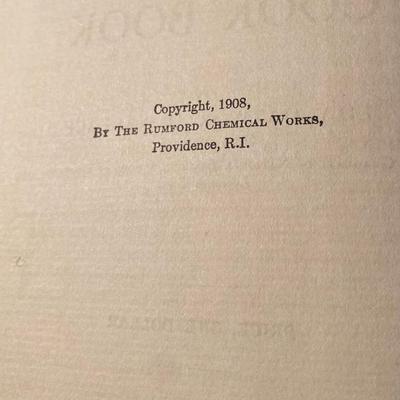 Copyright, 1908,
By The Rumford Chemical Works,
Providence, R.I.